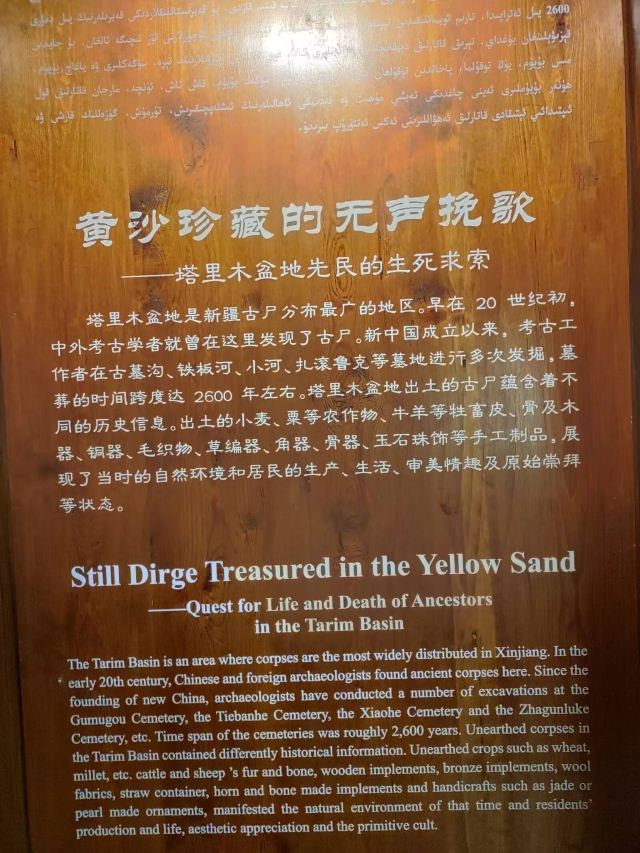 2600 يىل ئەتراپىدا،
ئىپتىدائىي ئېتىقادى قاتارلىق ئەھۋاللىرىنى ئەكس ئەتتۈرۈپ بېرىدۇ.
黄沙珍藏的无声挽歌
——塔里木盆地先民的生死求索
塔里木盆地是新疆古尸分布最广的地区。早在 20 世纪初，
中外考古学者就曾在这里发现了古尸。新中国成立以来，考古工
作者在古墓沟、铁板河、小河、扎滚鲁克等墓地进行多次发掘，墓
葬的时间跨度达 2600 年左右。塔里木盆地出土的古尸蕴含着不
同的历史信息。出土的小麦、粟等农作物、牛羊等牲畜皮、骨及木
器、铜器、毛织物、草编器、角器、骨器、玉石珠饰等手工制品，展
现了当时的自然环境和居民的生产、生活、审美情趣及原始崇拜
等状态。
Still Dirge Treasured in the Yellow Sand
——Quest for Life and Death of Ancestors
in the Tarim Basin
The Tarim Basin is an area where corpses are the most widely distributed in Xinjiang. In the
early 20th century, Chinese and foreign archaeologists found ancient corpses here. Since the
founding of new China, archaeologists have conducted a number of excavations at the
Gumugou Cemetery, the Tiebanhe Cemetery, the Xiaohe Cemetery and the Zhagunluke
Cemetery, etc. Time span of the cemeteries was roughly 2,600 years. Unearthed corpses in
the Tarim Basin contained differently historical information. Unearthed crops such as wheat,
millet, etc. cattle and sheep 's fur and bone, wooden implements, bronze implements, wool
fabrics, straw container, horn and bone made implements and handicrafts such as jade or
pearl made ornaments, manifested the natural environment of that time and residents'
production and life, aesthetic appreciation and the primitive cult.